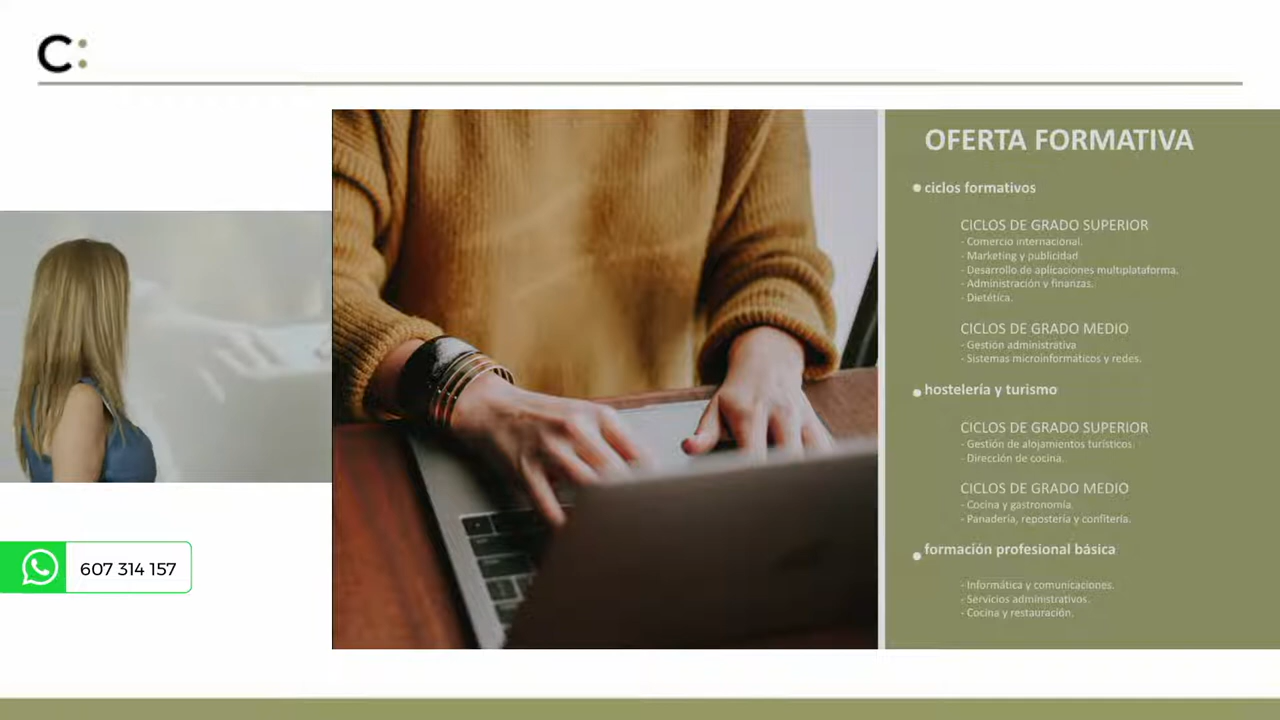 C:
OFERTA FORMATIVA
ciclos formativos
CICLOS DE GRADO SUPERIOR
- Comercio internacional.
- Marketing y publicidad
- Desarrollo de aplicaciones multiplataforma.
- Administración y finanzas.
- Dietética.
CICLOS DE GRADO MEDIO
- Gestión administrativa
- Sistemas microinformáticos y redes.
hostelería y turismo
CICLOS DE GRADO SUPERIOR
- Gestión de alojamientos turísticos.
- Dirección de cocina.
CICLOS DE GRADO MEDIO
- Cocina y gastronomía.
- Panadería, repostería y confitería.
formación profesional básica
- Informática y comunicaciones.
- Servicios administrativos.
- Cocina y restauración.
607 314 157